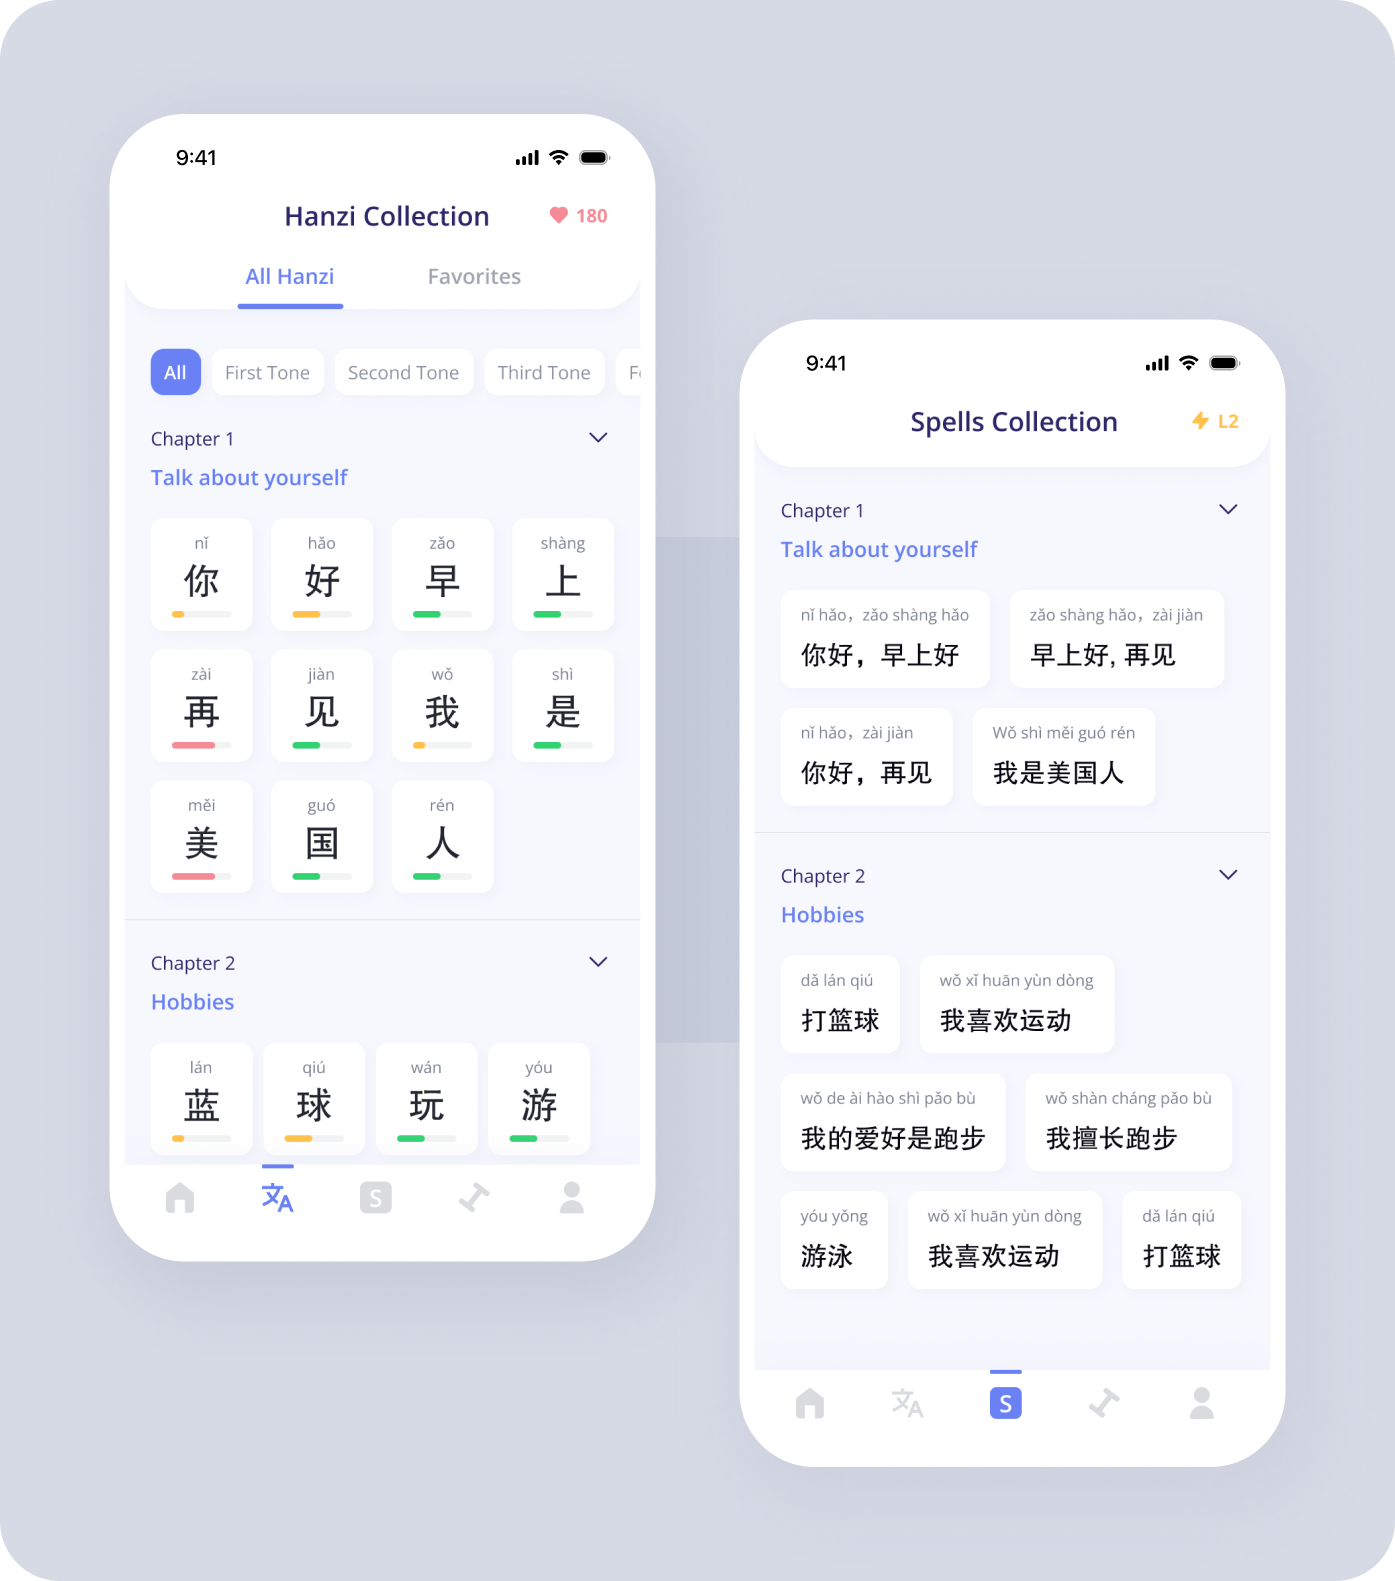 9:41
Hanzi Collection
180
All Hanzi Favorites
All First Tone Second Tone Third Tone
Chapter 1
Talk about yourself
nǐ hǎo zǎo shàng
你 好 早 上
zài jiàn wǒ shì
再 见 我 是
měi guó rén
美 国 人
Chapter 2
Hobbies
lán qiú wán yóu
蓝 球 玩 游
文A S
9:41
Spells Collection
L2
Chapter 1
Talk about yourself
nǐ hǎo，zǎo shàng hǎo zǎo shàng hǎo，zài jiàn
你好，早上好 早上好, 再见
nǐ hǎo，zài jiàn Wǒ shì měi guó rén
你好，再见 我是美国人
Chapter 2
Hobbies
dǎ lán qiú wǒ xǐ huān yùn dòng
打篮球 我喜欢运动
wǒ de ài hào shì pǎo bù wǒ shàn cháng pǎo bù
我的爱好是跑步 我擅长跑步
yóu yǒng wǒ xǐ huān yùn dòng dǎ lán qiú
游泳 我喜欢运动 打篮球
文A S